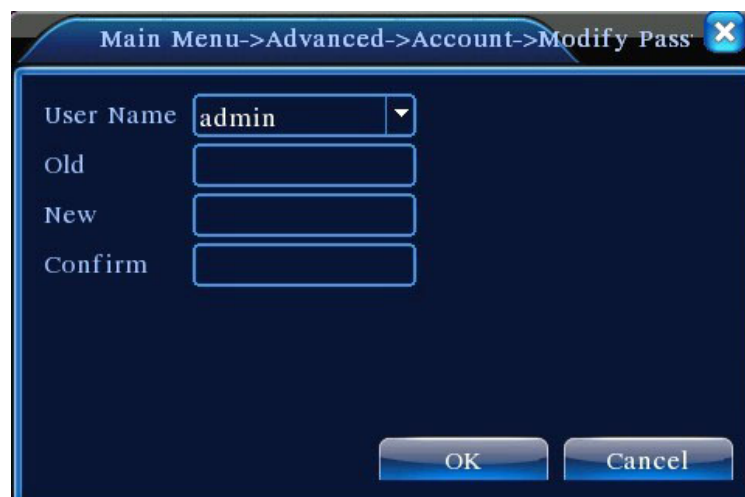 Main Menu->Advanced->Account->Modify Pass
User Name admin
Old
New
Confirm
OK Cancel